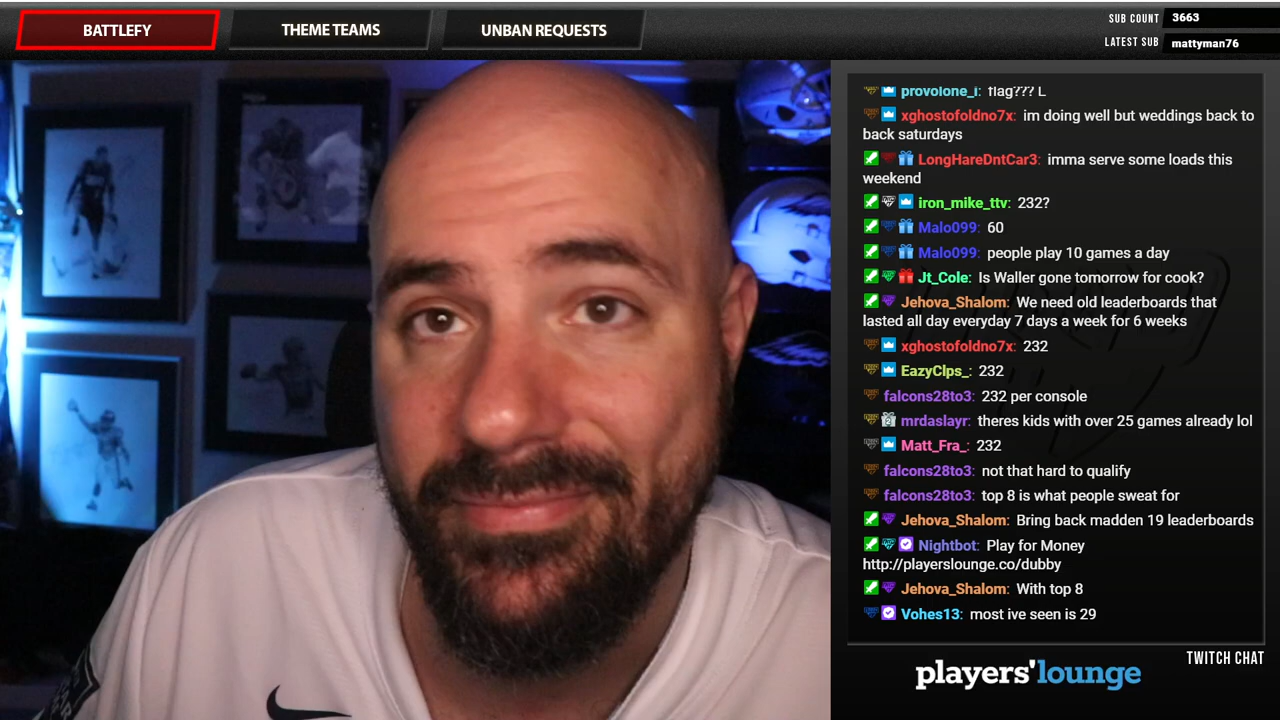 BATTLEFY
THEME TEAMS
UNBAN REQUESTS
SUB COUNT 3663
LATEST SUB mattyman76
provolone_i: flag??? L
xghostofoldno7x: im doing well but weddings back to
back saturdays
LongHareDntCar3: imma serve some loads this
weekend
iron_mike_ttv: 232?
Malo099: 60
Malo099: people play 10 games a day
Jt_Cole: Is Waller gone tomorrow for cook?
Jehova_Shalom: We need old leaderboards that
lasted all day everyday 7 days a week for 6 weeks
xghostofoldno7x: 232
EazyClps_: 232
falcons28to3: 232 per console
mrdaslayr: theres kids with over 25 games already lol
Matt_Fra_: 232
falcons28to3: not that hard to qualify
falcons28to3: top 8 is what people sweat for
Jehova_Shalom: Bring back madden 19 leaderboards
Nightbot: Play for Money
http://playerslounge.co/dubby
Jehova_Shalom: With top 8
Vohes13: most ive seen is 29
TWITCH CHAT
players'lounge